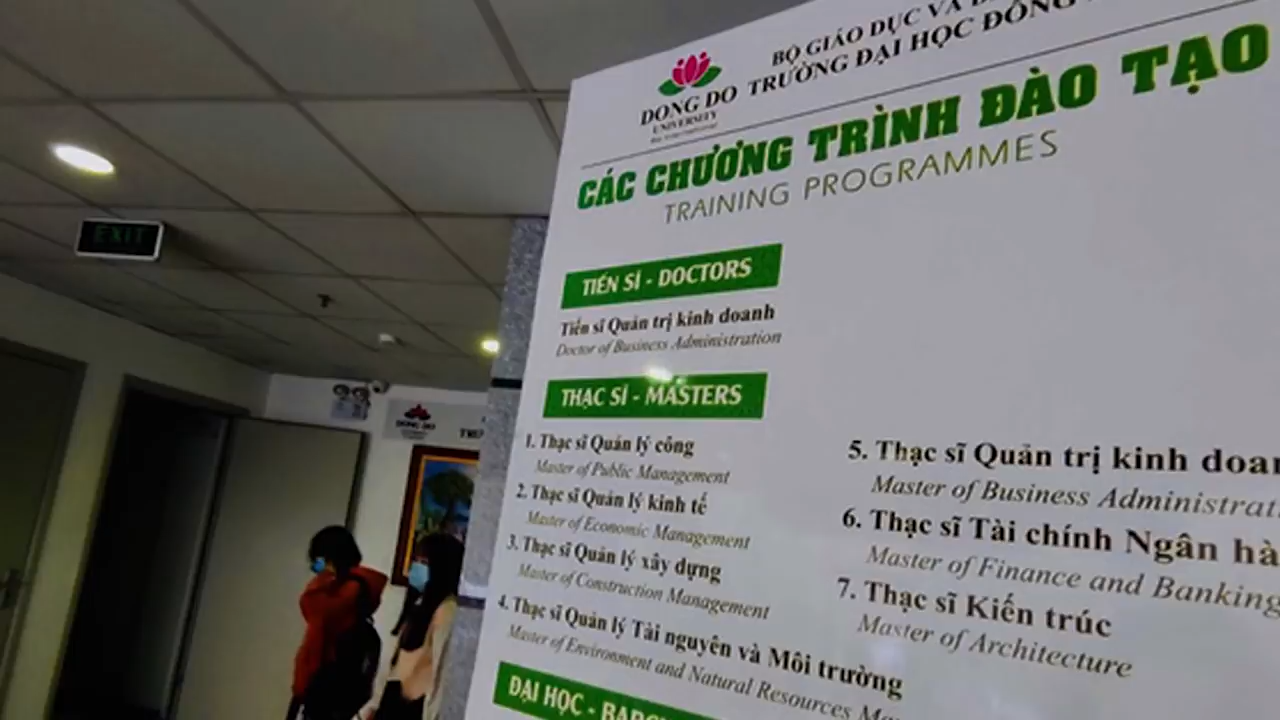 BỘ GIÁO DỤC VÀ
TRƯỜNG ĐẠI HỌC ĐÔNG
DONG DO
UNIVERSITY
CÁC CHƯƠNG TRÌNH ĐÀO TẠO
TRAINING PROGRAMMES
TIẾN SĨ - DOCTORS
Tiến sĩ Quản trị kinh doanh
Doctor of Business Administration
THẠC SĨ - MASTERS
1. Thạc sĩ Quản lý công
Master of Public Management
2. Thạc sĩ Quản lý kinh tế
Master of Economic Management
3. Thạc sĩ Quản lý xây dựng
Master of Construction Management
4. Thạc sĩ Quản lý Tài nguyên và Môi trường
Master of Environment and Natural Resources
5. Thạc sĩ Quản trị kinh
Master of Business
6. Thạc sĩ Tài chính Ngân
Master of Finance and Banking
7. Thạc sĩ Kiến trúc
Master of Architecture
ĐẠI HỌC -
EXIT
DONG DO